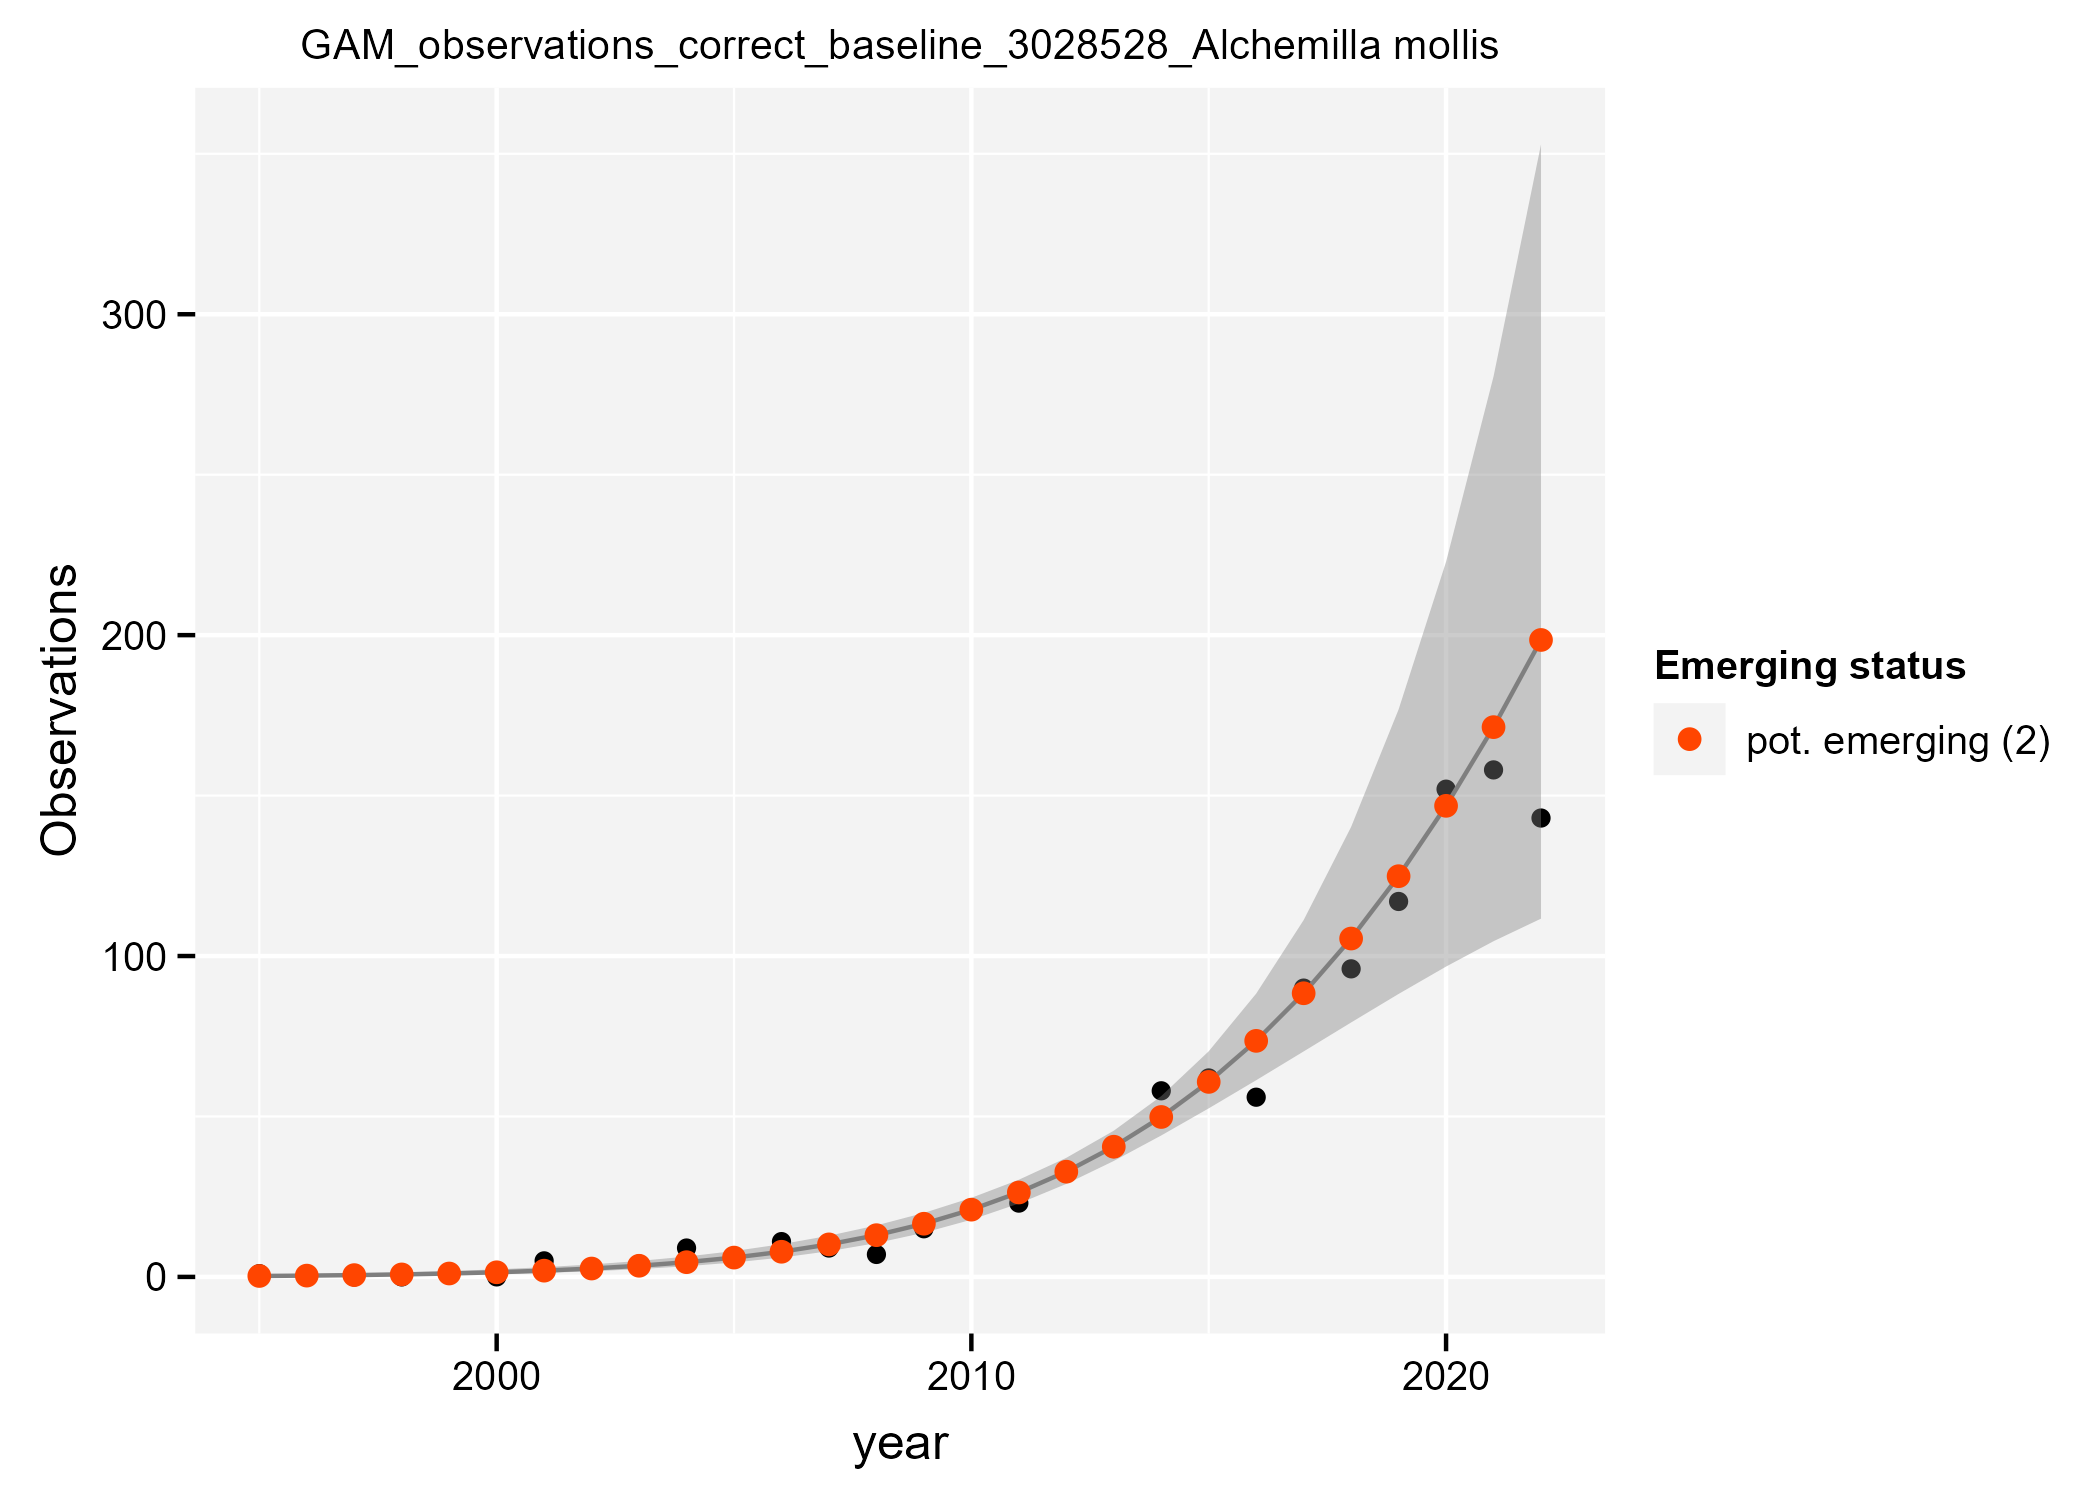 GAM_observations_correct_baseline_3028528_Alchemilla mollis
Observations
300
200
100
0
2000
2010
2020
year
Emerging status
pot. emerging (2)